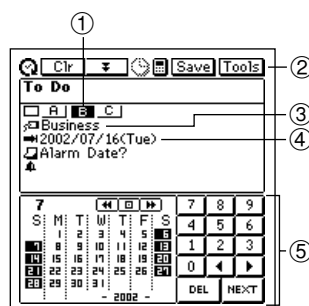 ①
Clr Save Tools ②
To Do
A B C
Business ③
2002/07/16(Tue) ④
Alarm Date?
7 7 8 9
S M T W T F S 4 5 6
1 2 3 4 5 6 1 2 3
7 8 9 10 11 12 13 0
14 15 16 17 18 19 20 DEL NEXT
21 22 23 24 25 26 27 ⑤
28 29 30 31
- 2002 -